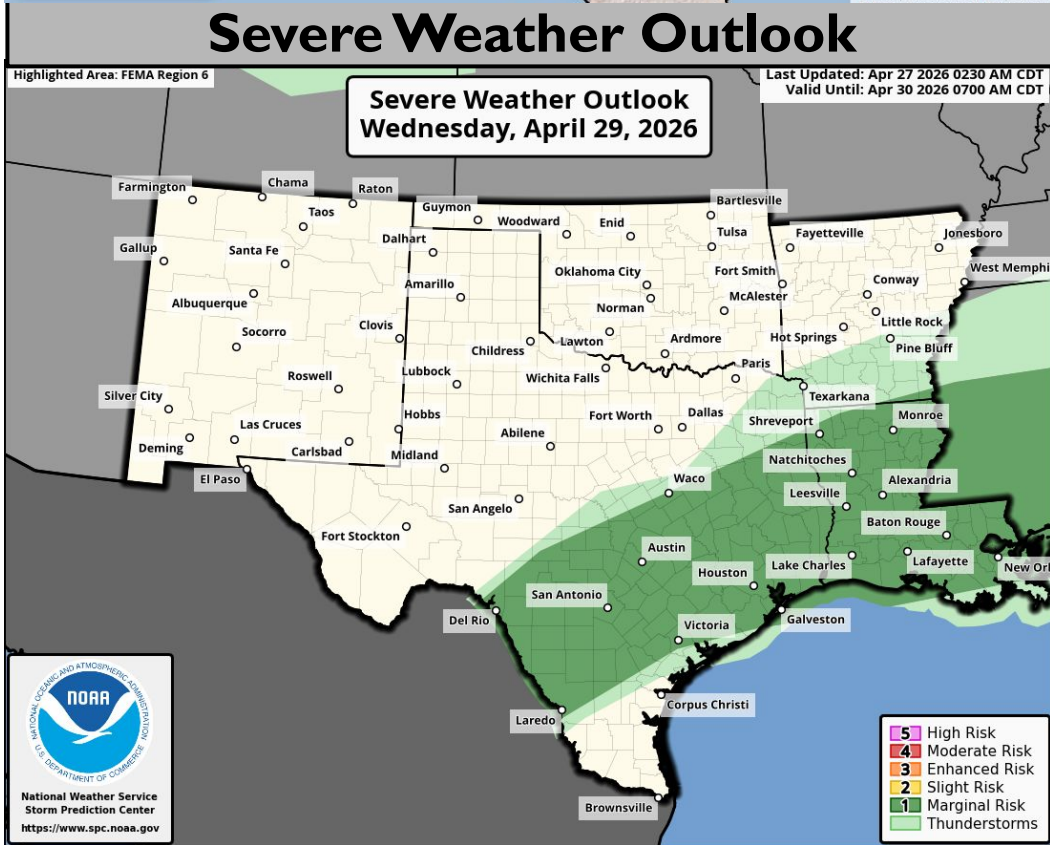 Severe Weather Outlook
Highlighted Area: FEMA Region 6
Last Updated: Apr 27 2026 0230 AM CDT
Valid Until: Apr 30 2026 0700 AM CDT
Severe Weather Outlook
Wednesday, April 29, 2026
Farmington
Chama
Raton
Taos
Guymon
Woodward
Enid
Bartlesville
Tulsa
Fayetteville
Jonesboro
Gallup
Santa Fe
Dalhart
Oklahoma City
Fort Smith
Conway
West Memphi
Albuquerque
Amarillo
Norman
McAlester
Little Rock
Socorro
Clovis
Childress
Lawton
Ardmore
Hot Springs
Pine Bluff
Roswell
Lubbock
Wichita Falls
Paris
Texarkana
Silver City
Las Cruces
Hobbs
Fort Worth
Dallas
Shreveport
Monroe
Deming
Carlsbad
Midland
Abilene
Natchitoches
El Paso
Waco
Leesville
Alexandria
San Angelo
Fort Stockton
Baton Rouge
Austin
Houston
Lake Charles
Lafayette
New Orl
Del Rio
San Antonio
Victoria
Galveston
Laredo
Corpus Christi
Brownsville
NATIONAL OCEANIC AND ATMOSPHERIC ADMINISTRATION
NOAA
U.S. DEPARTMENT OF COMMERCE
National Weather Service
Storm Prediction Center
https://www.spc.noaa.gov
5 High Risk
4 Moderate Risk
3 Enhanced Risk
2 Slight Risk
1 Marginal Risk
Thunderstorms